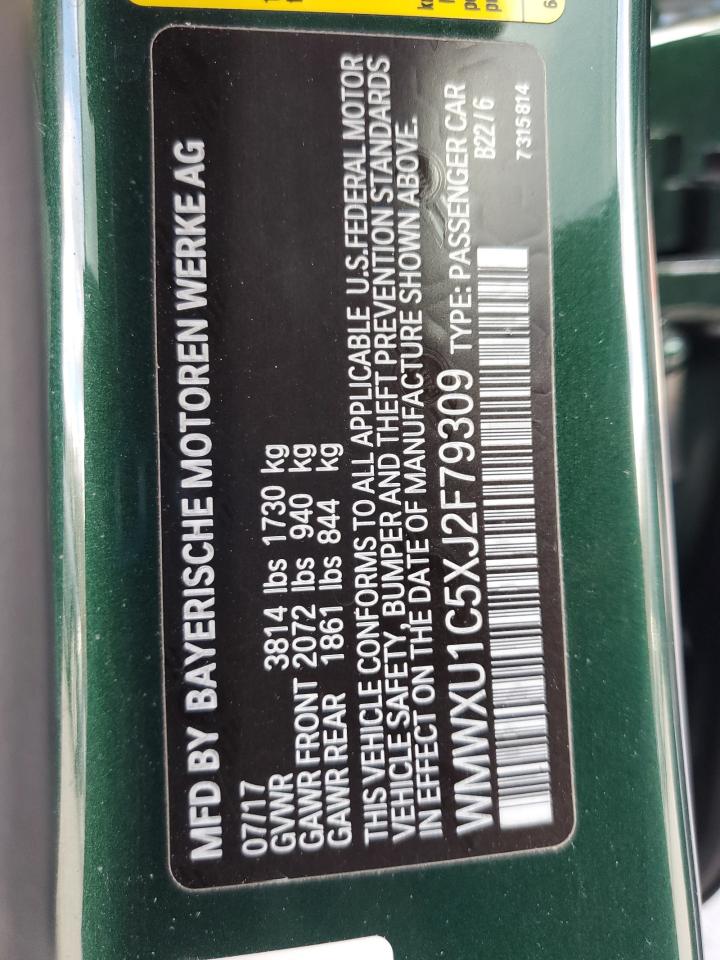 MFD BY BAYERISCHE MOTOREN WERKE AG
07/17
GVWR 3814 lbs 1730 kg
GAWR FRONT 2072 lbs 940 kg
GAWR REAR 1861 lbs 844 kg
THIS VEHICLE CONFORMS TO ALL APPLICABLE U.S.FEDERAL MOTOR
VEHICLE SAFETY, BUMPER AND THEFT PREVENTION STANDARDS
IN EFFECT ON THE DATE OF MANUFACTURE SHOWN ABOVE.
WMWXU1C5XJ2F79309 TYPE: PASSENGER CAR
B22/6
7315814